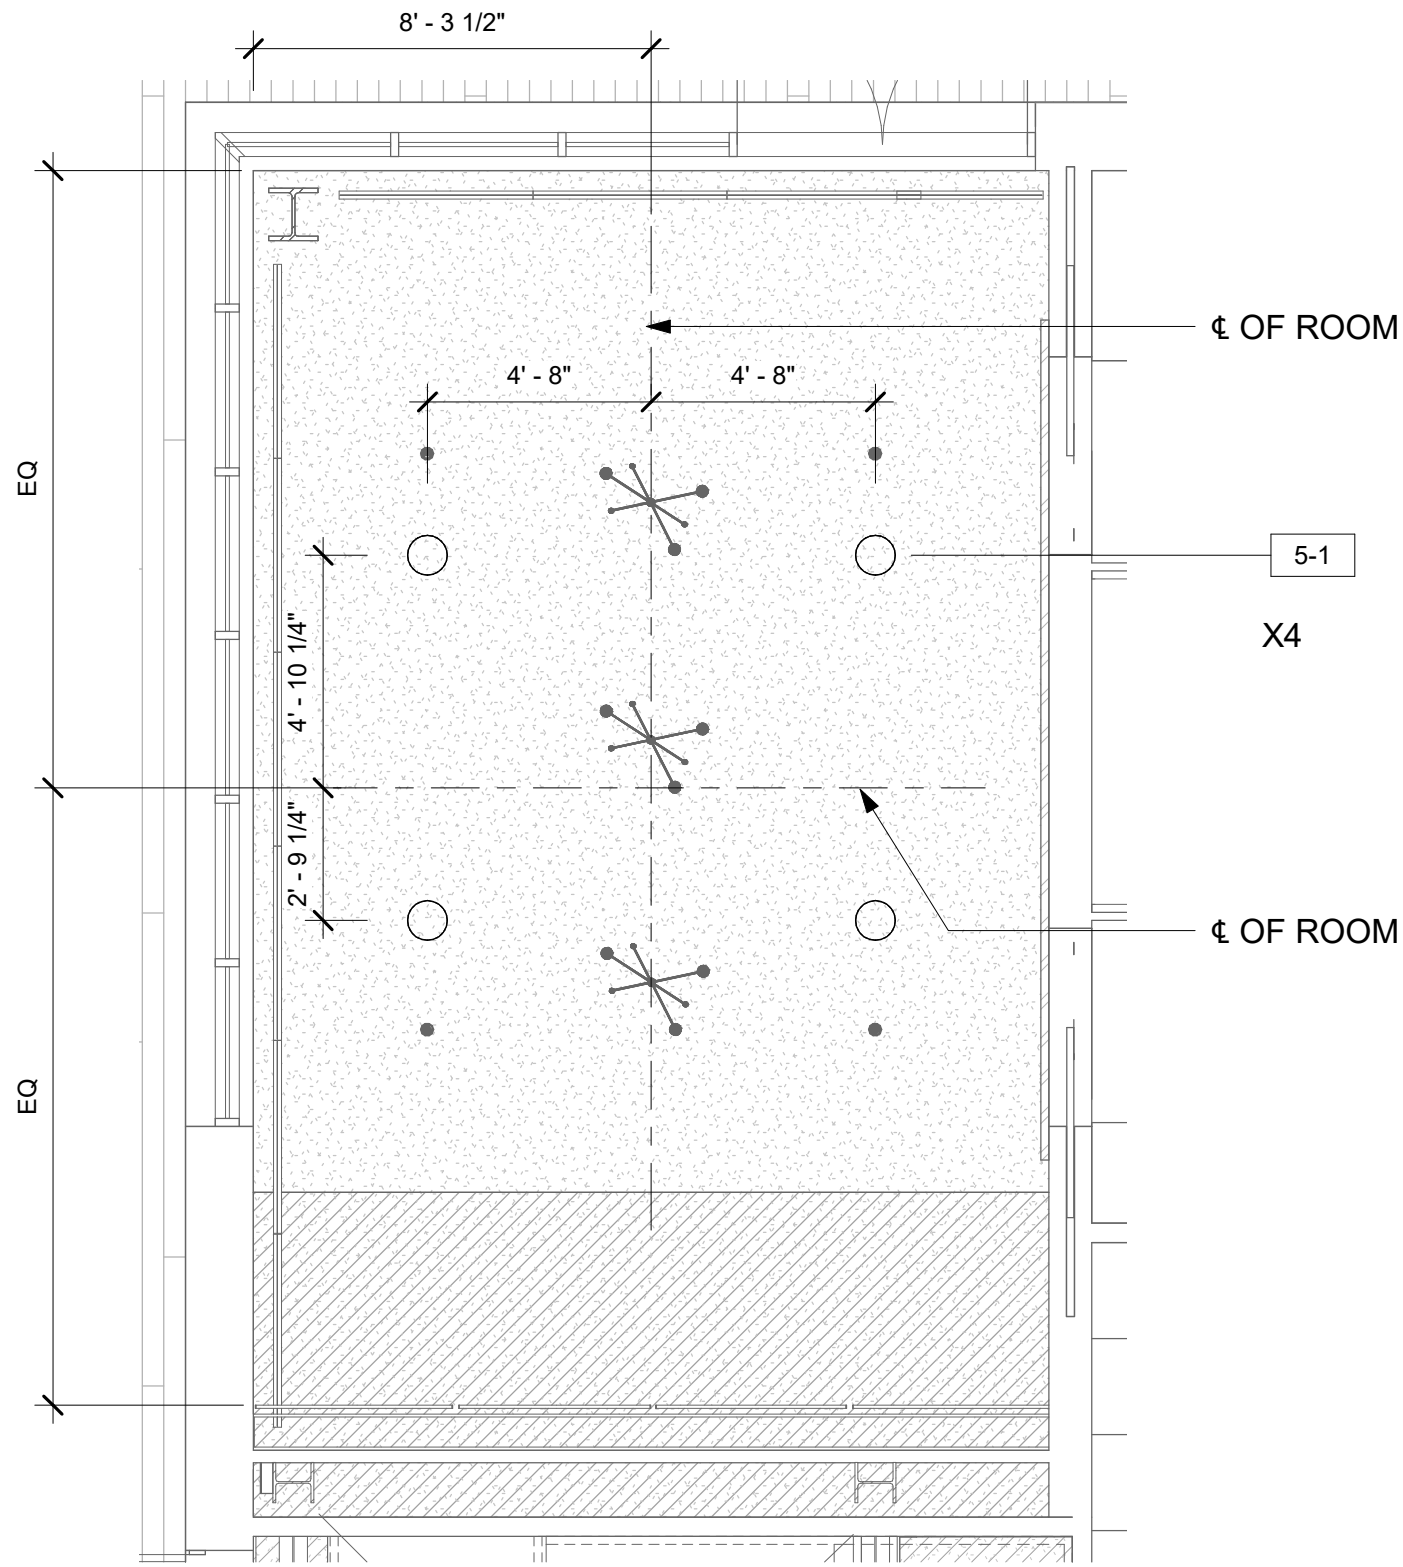 8' - 3 1/2"
℄ OF ROOM
4' - 8"
4' - 8"
EQ
5-1
4' - 10 1/4"
X4
2' - 9 1/4"
℄ OF ROOM
EQ